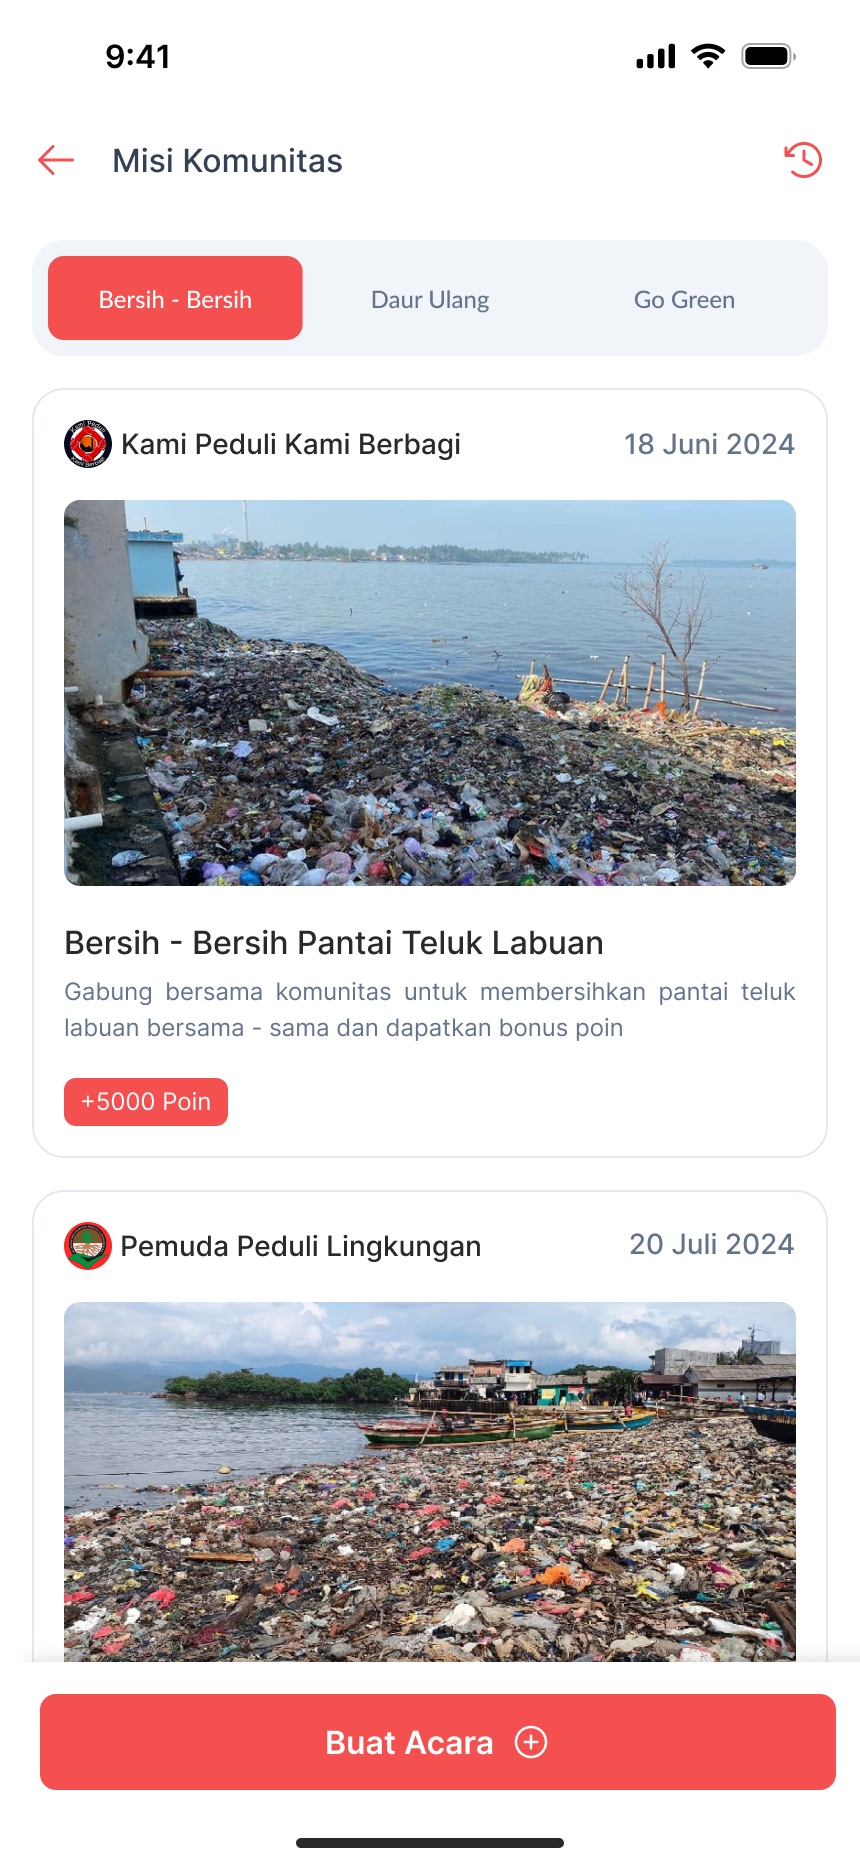 9:41
Misi Komunitas
Bersih - Bersih
Daur Ulang
Go Green
Kami Peduli Kami Berbagi
18 Juni 2024
Bersih - Bersih Pantai Teluk Labuan
Gabung bersama komunitas untuk membersihkan pantai teluk
labuan bersama - sama dan dapatkan bonus poin
+5000 Poin
Pemuda Peduli Lingkungan
20 Juli 2024
Buat Acara